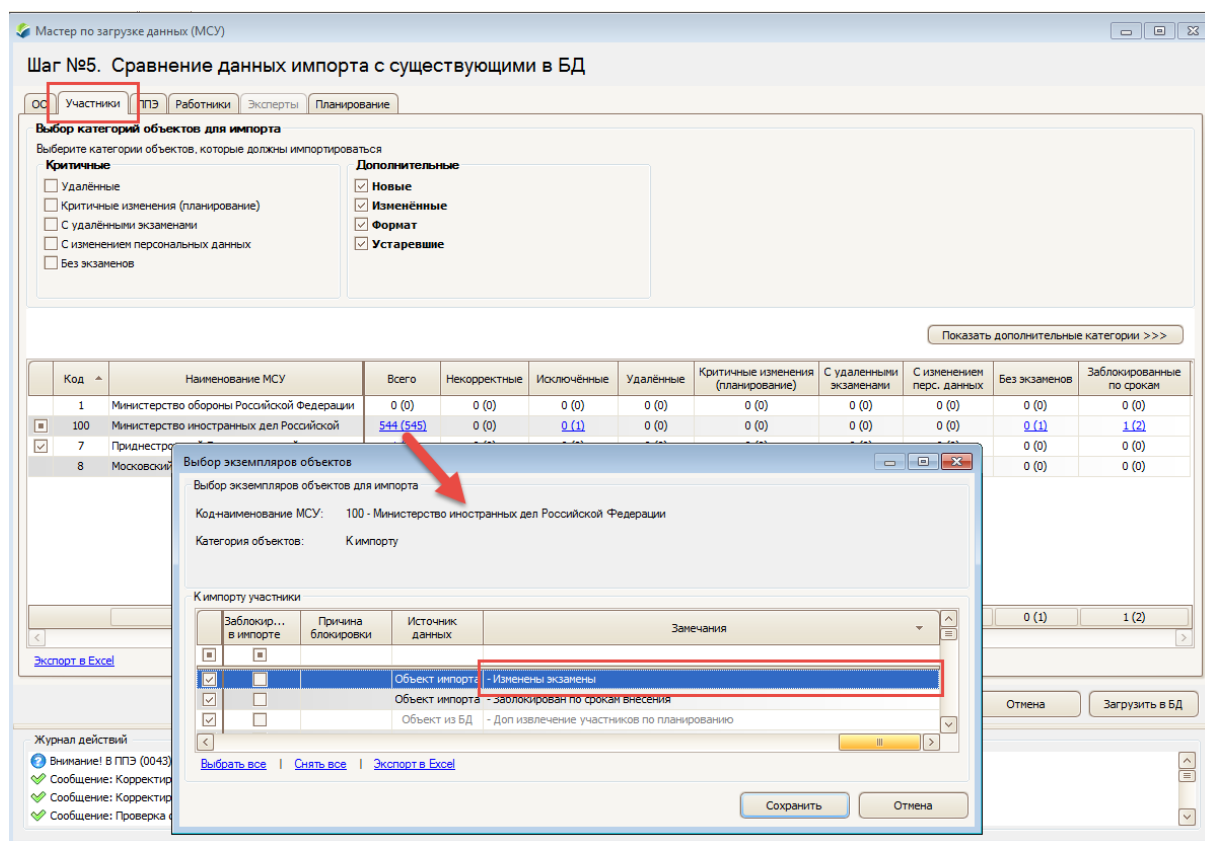 Мастер по загрузке данных (МСУ)
Шаг №5. Сравнение данных импорта с существующими в БД
ОО Участники ППЭ Работники Эксперты Планирование
Выбор категорий объектов для импорта
Выберите категории объектов, которые должны импортироваться
Критичные Дополнительные
Удалённые Новые
Критичные изменения (планирование) Изменённые
С удалёнными экзаменами Формат
С изменением персональных данных Устаревшие
Без экзаменов
Показать дополнительные категории >>>
Код Наименование МСУ Всего Некорректные Исключённые Удалённые Критичные изменения (планирование) С удаленными экзаменами С изменением перс. данных Без экзаменов Заблокированные по срокам
1 Министерство обороны Российской Федерации 0 (0) 0 (0) 0 (0) 0 (0) 0 (0) 0 (0) 0 (0) 0 (0) 0 (0)
100 Министерство иностранных дел Российской 544 (545) 0 (0) 0 (1) 0 (0) 0 (0) 0 (0) 0 (0) 0 (1) 1 (2)
7 Приднестро 0 (0) 0 (0)
8 Московский 0 (0) 0 (0)
0 (1) 1 (2)
Экспорт в Excel
Выбор экземпляров объектов
Выбор экземпляров объектов для импорта
Код-наименование МСУ: 100 - Министерство иностранных дел Российской Федерации
Категория объектов: К импорту
К импорту участники
Заблокир... в импорте Причина блокировки Источник данных Замечания
Объект импорта - Изменены экзамены
Объект импорта - Заблокирован по срокам внесения
Объект из БД - Доп извлечение участников по планированию
Выбрать все | Снять все | Экспорт в Excel
Сохранить Отмена
Отмена Загрузить в БД
Журнал действий
Внимание! В ППЭ (0043)
Сообщение: Корректир
Сообщение: Корректир
Сообщение: Проверка